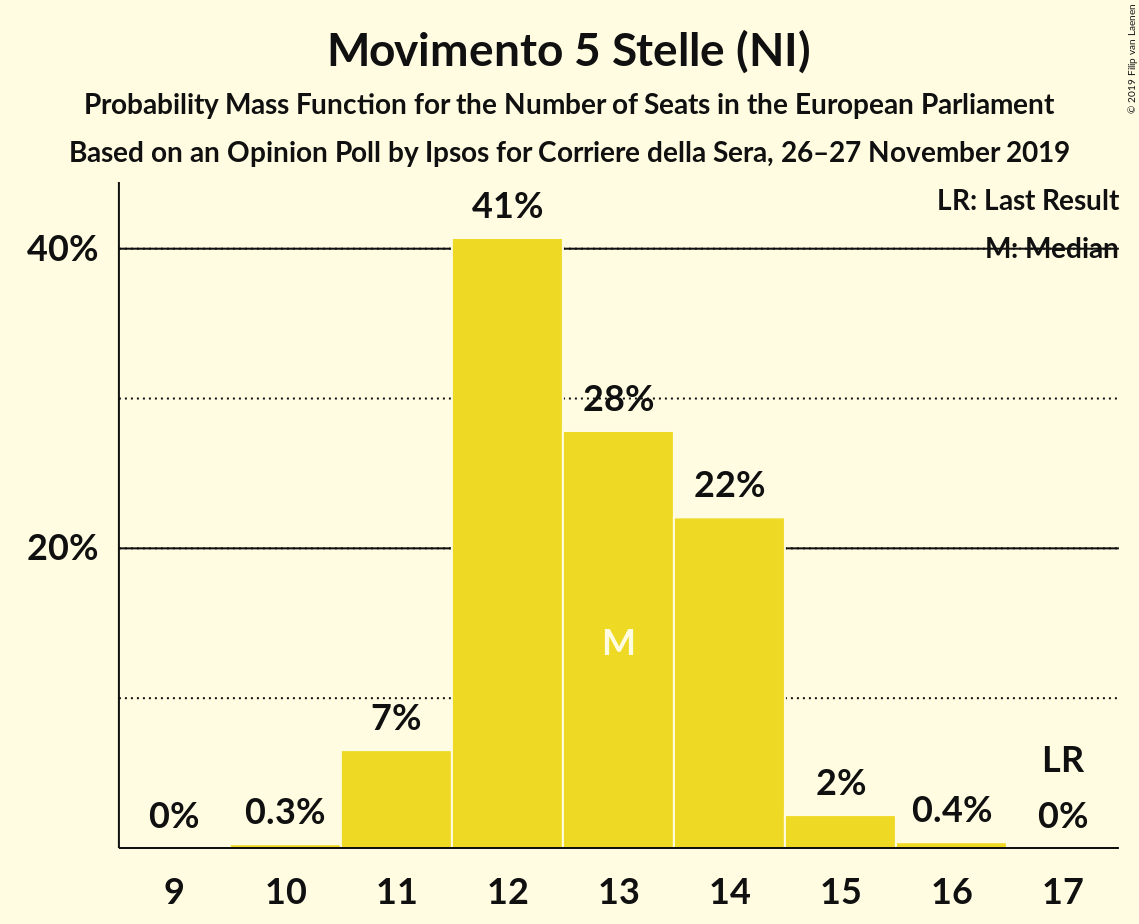 Movimento 5 Stelle (NI)
Probability Mass Function for the Number of Seats in the European Parliament
Based on an Opinion Poll by Ipsos for Corriere della Sera, 26–27 November 2019
© 2019 Filip van Laenen
LR: Last Result
M: Median
40%
20%
41%
28%
22%
M
7%
2%
LR
0%
0.3%
0.4%
0%
9 10 11 12 13 14 15 16 17